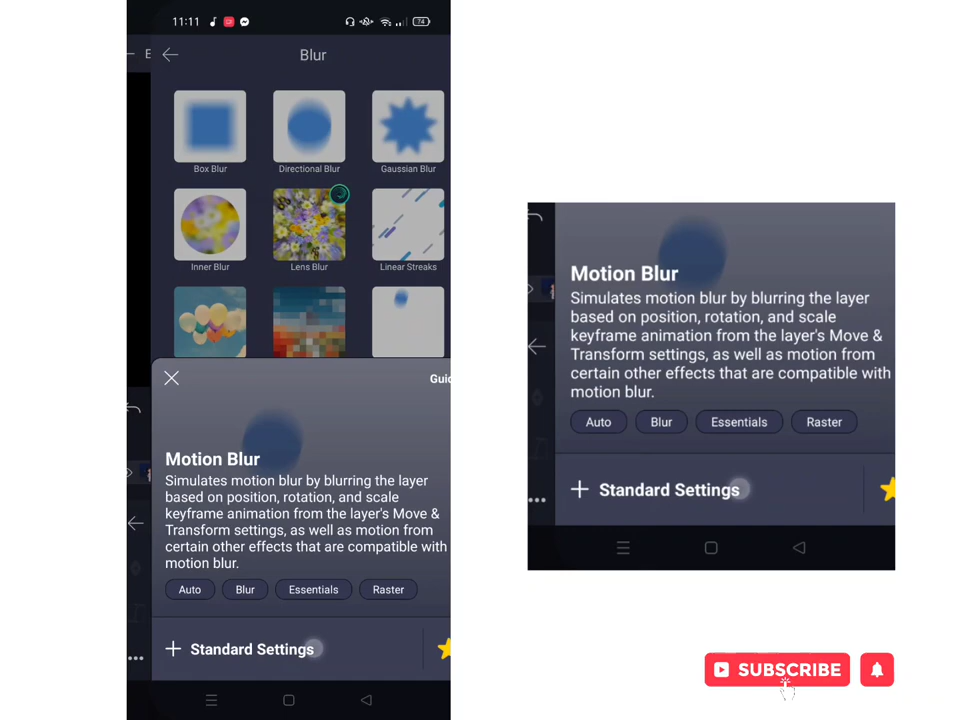 11:11
74
E
Blur
Box Blur
Directional Blur
Gaussian Blur
Inner Blur
Lens Blur
Linear Streaks
Guid
Motion Blur
Simulates motion blur by blurring the layer
based on position, rotation, and scale
keyframe animation from the layer's Move &
Transform settings, as well as motion from
certain other effects that are compatible with
motion blur.
Auto
Blur
Essentials
Raster
+ Standard Settings
Motion Blur
Simulates motion blur by blurring the layer
based on position, rotation, and scale
keyframe animation from the layer's Move &
Transform settings, as well as motion from
certain other effects that are compatible with
motion blur.
Auto
Blur
Essentials
Raster
+ Standard Settings
SUBSCRIBE